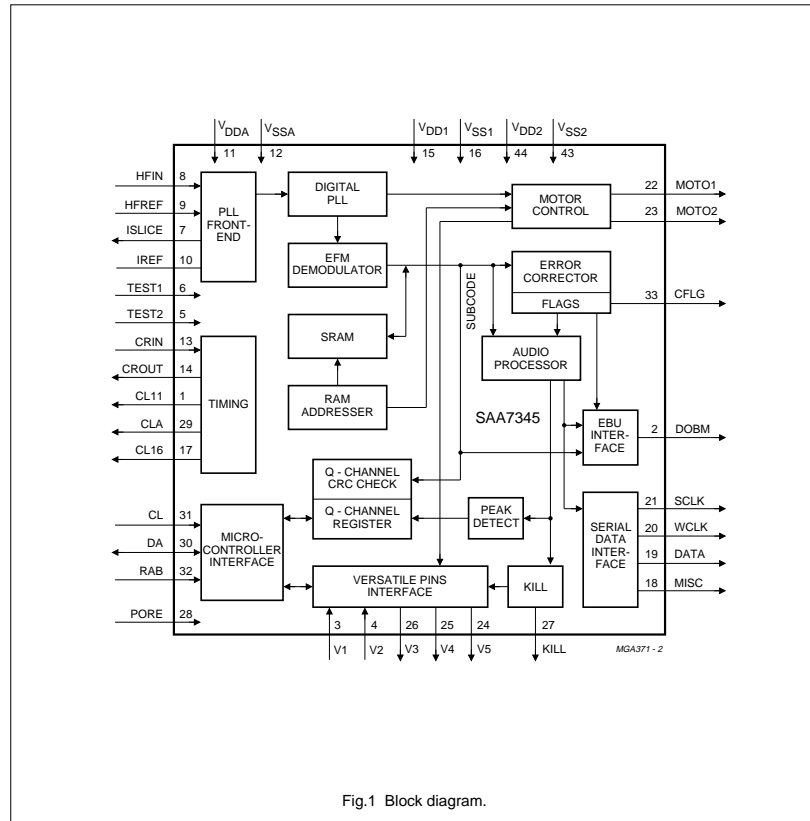 VDDA
VSSA
VDD1
VSS1
VDD2
VSS2
11
12
15
16
44
43
HFIN
8
HFREF
9
ISLICE
7
IREF
10
TEST1
6
TEST2
5
CRIN
13
CROUT
14
CL11
1
CLA
29
CL16
17
CL
31
DA
30
RAB
32
PORE
28
PLL
FRONT-
END
DIGITAL
PLL
EFM
DEMODULATOR
SRAM
RAM
ADDRESSER
TIMING
MOTOR
CONTROL
22
MOTO1
23
MOTO2
SUBCODE
ERROR
CORRECTOR
FLAGS
33
CFLG
AUDIO
PROCESSOR
SAA7345
EBU
INTER-
FACE
2
DOBM
Q - CHANNEL
CRC CHECK
Q - CHANNEL
REGISTER
PEAK
DETECT
SERIAL
DATA
INTER-
FACE
21
SCLK
20
WCLK
19
DATA
18
MISC
MICRO-
CONTROLLER
INTERFACE
VERSATILE PINS
INTERFACE
KILL
3
4
26
25
24
27
V1
V2
V3
V4
V5
KILL
MGA371 - 2
Fig.1 Block diagram.